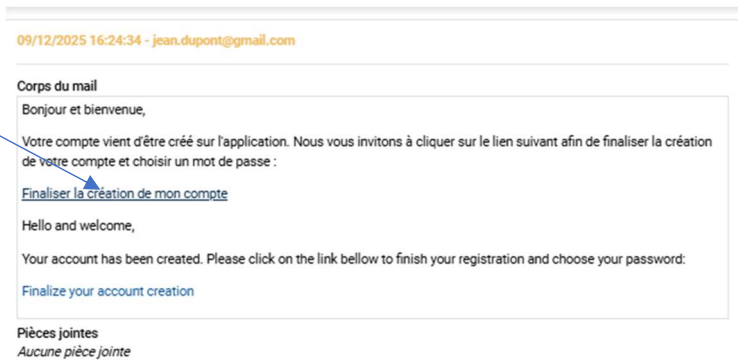 09/12/2025 16:24:34 - jean.dupont@gmail.com
Corps du mail
Bonjour et bienvenue,
Votre compte vient d'être créé sur l'application. Nous vous invitons à cliquer sur le lien suivant afin de finaliser la création
de votre compte et choisir un mot de passe :
Finaliser la création de mon compte
Hello and welcome,
Your account has been created. Please click on the link bellow to finish your registration and choose your password:
Finalize your account creation
Pièces jointes
Aucune pièce jointe